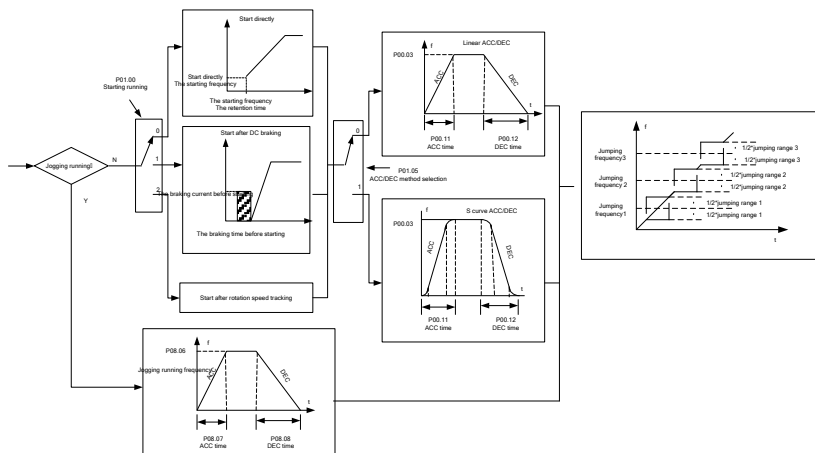 Start directly
Start directly
The starting frequency
The starting frequency
The retention time
P01.00
Starting running
0
1
2
Jogging running
N
Y
Start after DC braking
The braking current before starting
The braking time before starting
Start after rotation speed tracking
0
1
P01.05
ACC/DEC method selection
f
Linear ACC/DEC
P00.03
ACC
DEC
t
P00.11
ACC time
P00.12
DEC time
S curve ACC/DEC
f
P00.03
ACC
DEC
t
P00.11
ACC time
P00.12
DEC time
f
P08.06
Jogging running frequency
ACC
DEC
t
P08.07
ACC time
P08.08
DEC time
f
Jumping
frequency3
1/2*jumping range 3
1/2*jumping range 3
Jumping
frequency 2
1/2*jumping range 2
1/2*jumping range 2
Jumping
frequency1
1/2*jumping range 1
1/2*jumping range 1
t